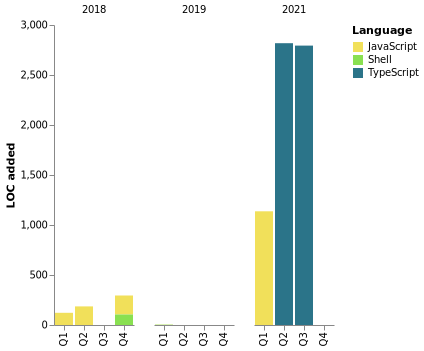 2018 2019 2021
Language
JavaScript
Shell
TypeScript
LOC added
3,000
2,500
2,000
1,500
1,000
500
0
Q1 Q2 Q3 Q4 Q1 Q2 Q3 Q4 Q1 Q2 Q3 Q4